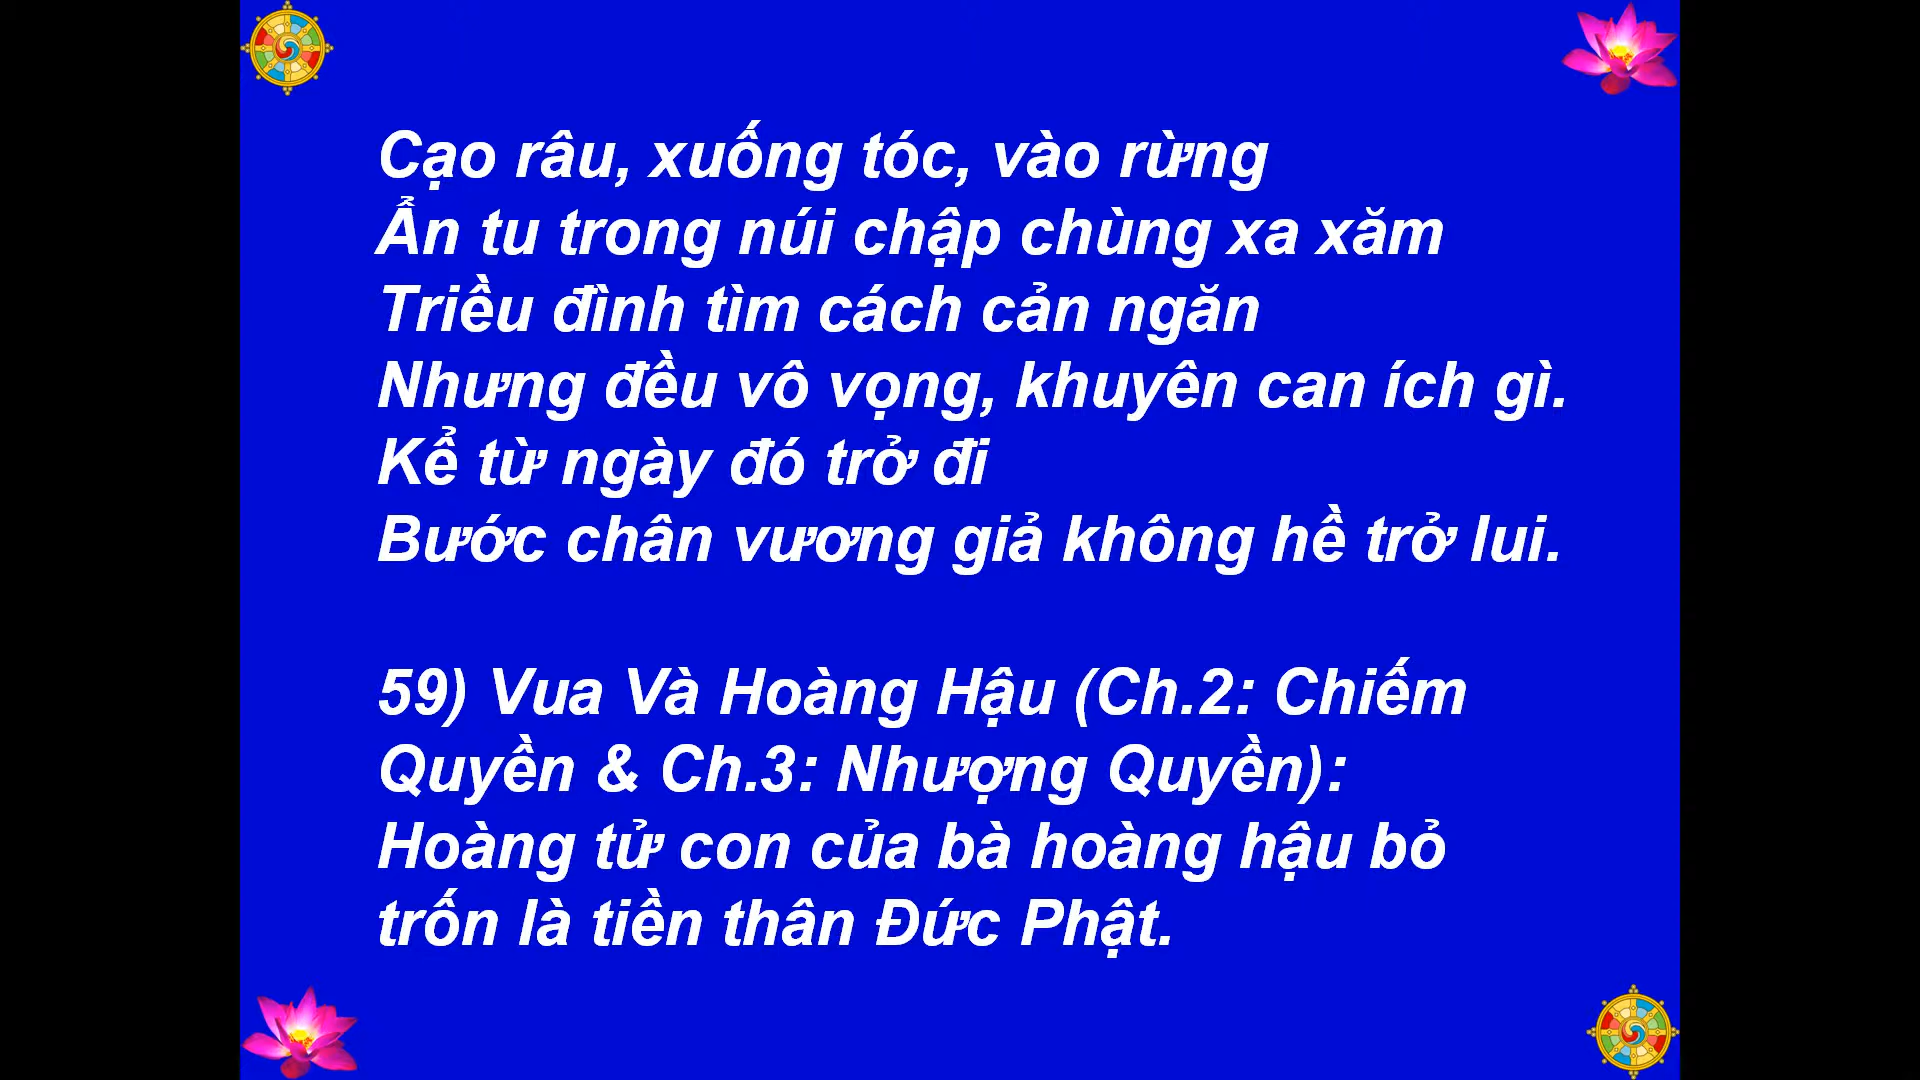 Cạo râu, xuống tóc, vào rừng
Ẩn tu trong núi chập chùng xa xăm
Triều đình tìm cách cản ngăn
Nhưng đều vô vọng, khuyên can ích gì.
Kể từ ngày đó trở đi
Bước chân vương giả không hề trở lui.
59) Vua Và Hoàng Hậu (Ch.2: Chiếm
Quyền & Ch.3: Nhượng Quyền):
Hoàng tử con của bà hoàng hậu bỏ
trốn là tiền thân Đức Phật.